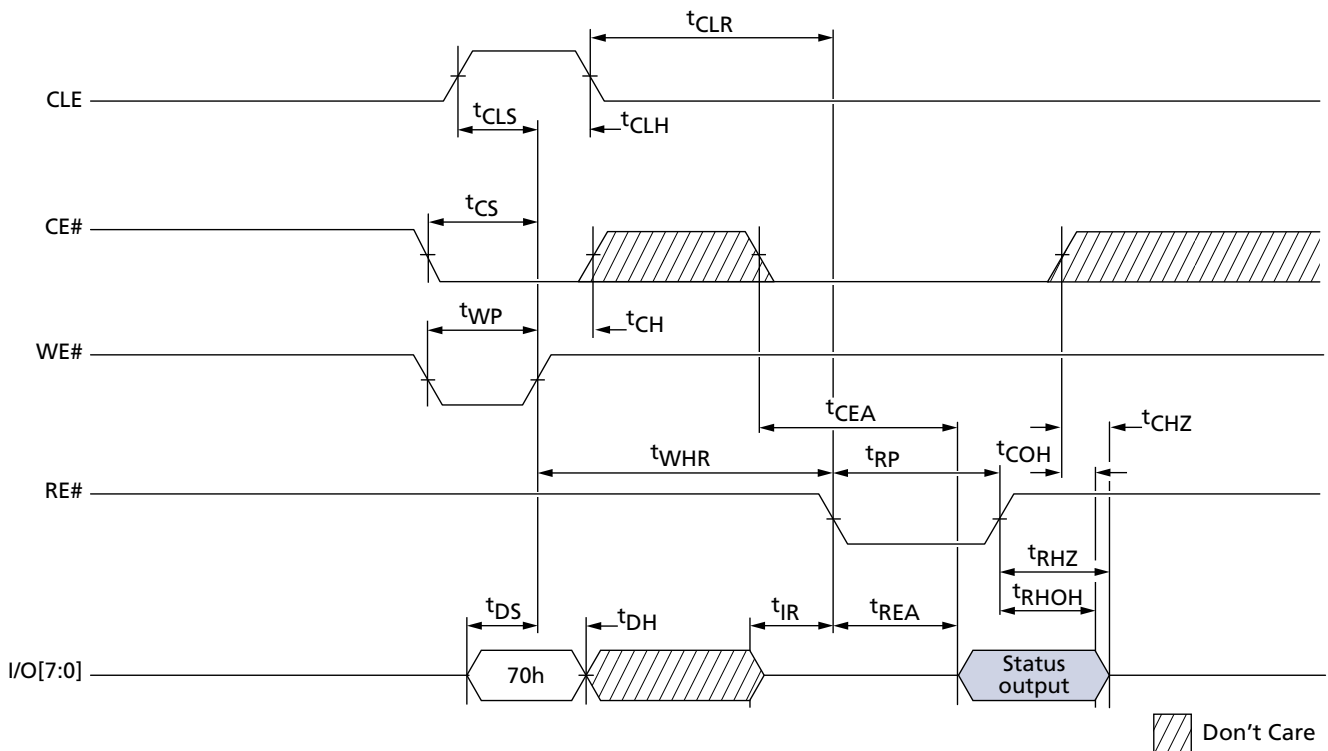 tCLR
CLE
tCLS
tCLH
tCS
CE#
tWP
tCH
WE#
tCEA
tCHZ
tWHR
tRP
tCOH
RE#
tRHZ
tRHOH
tDS
tDH
tIR
tREA
I/O[7:0]
70h
Status
output
Don't Care